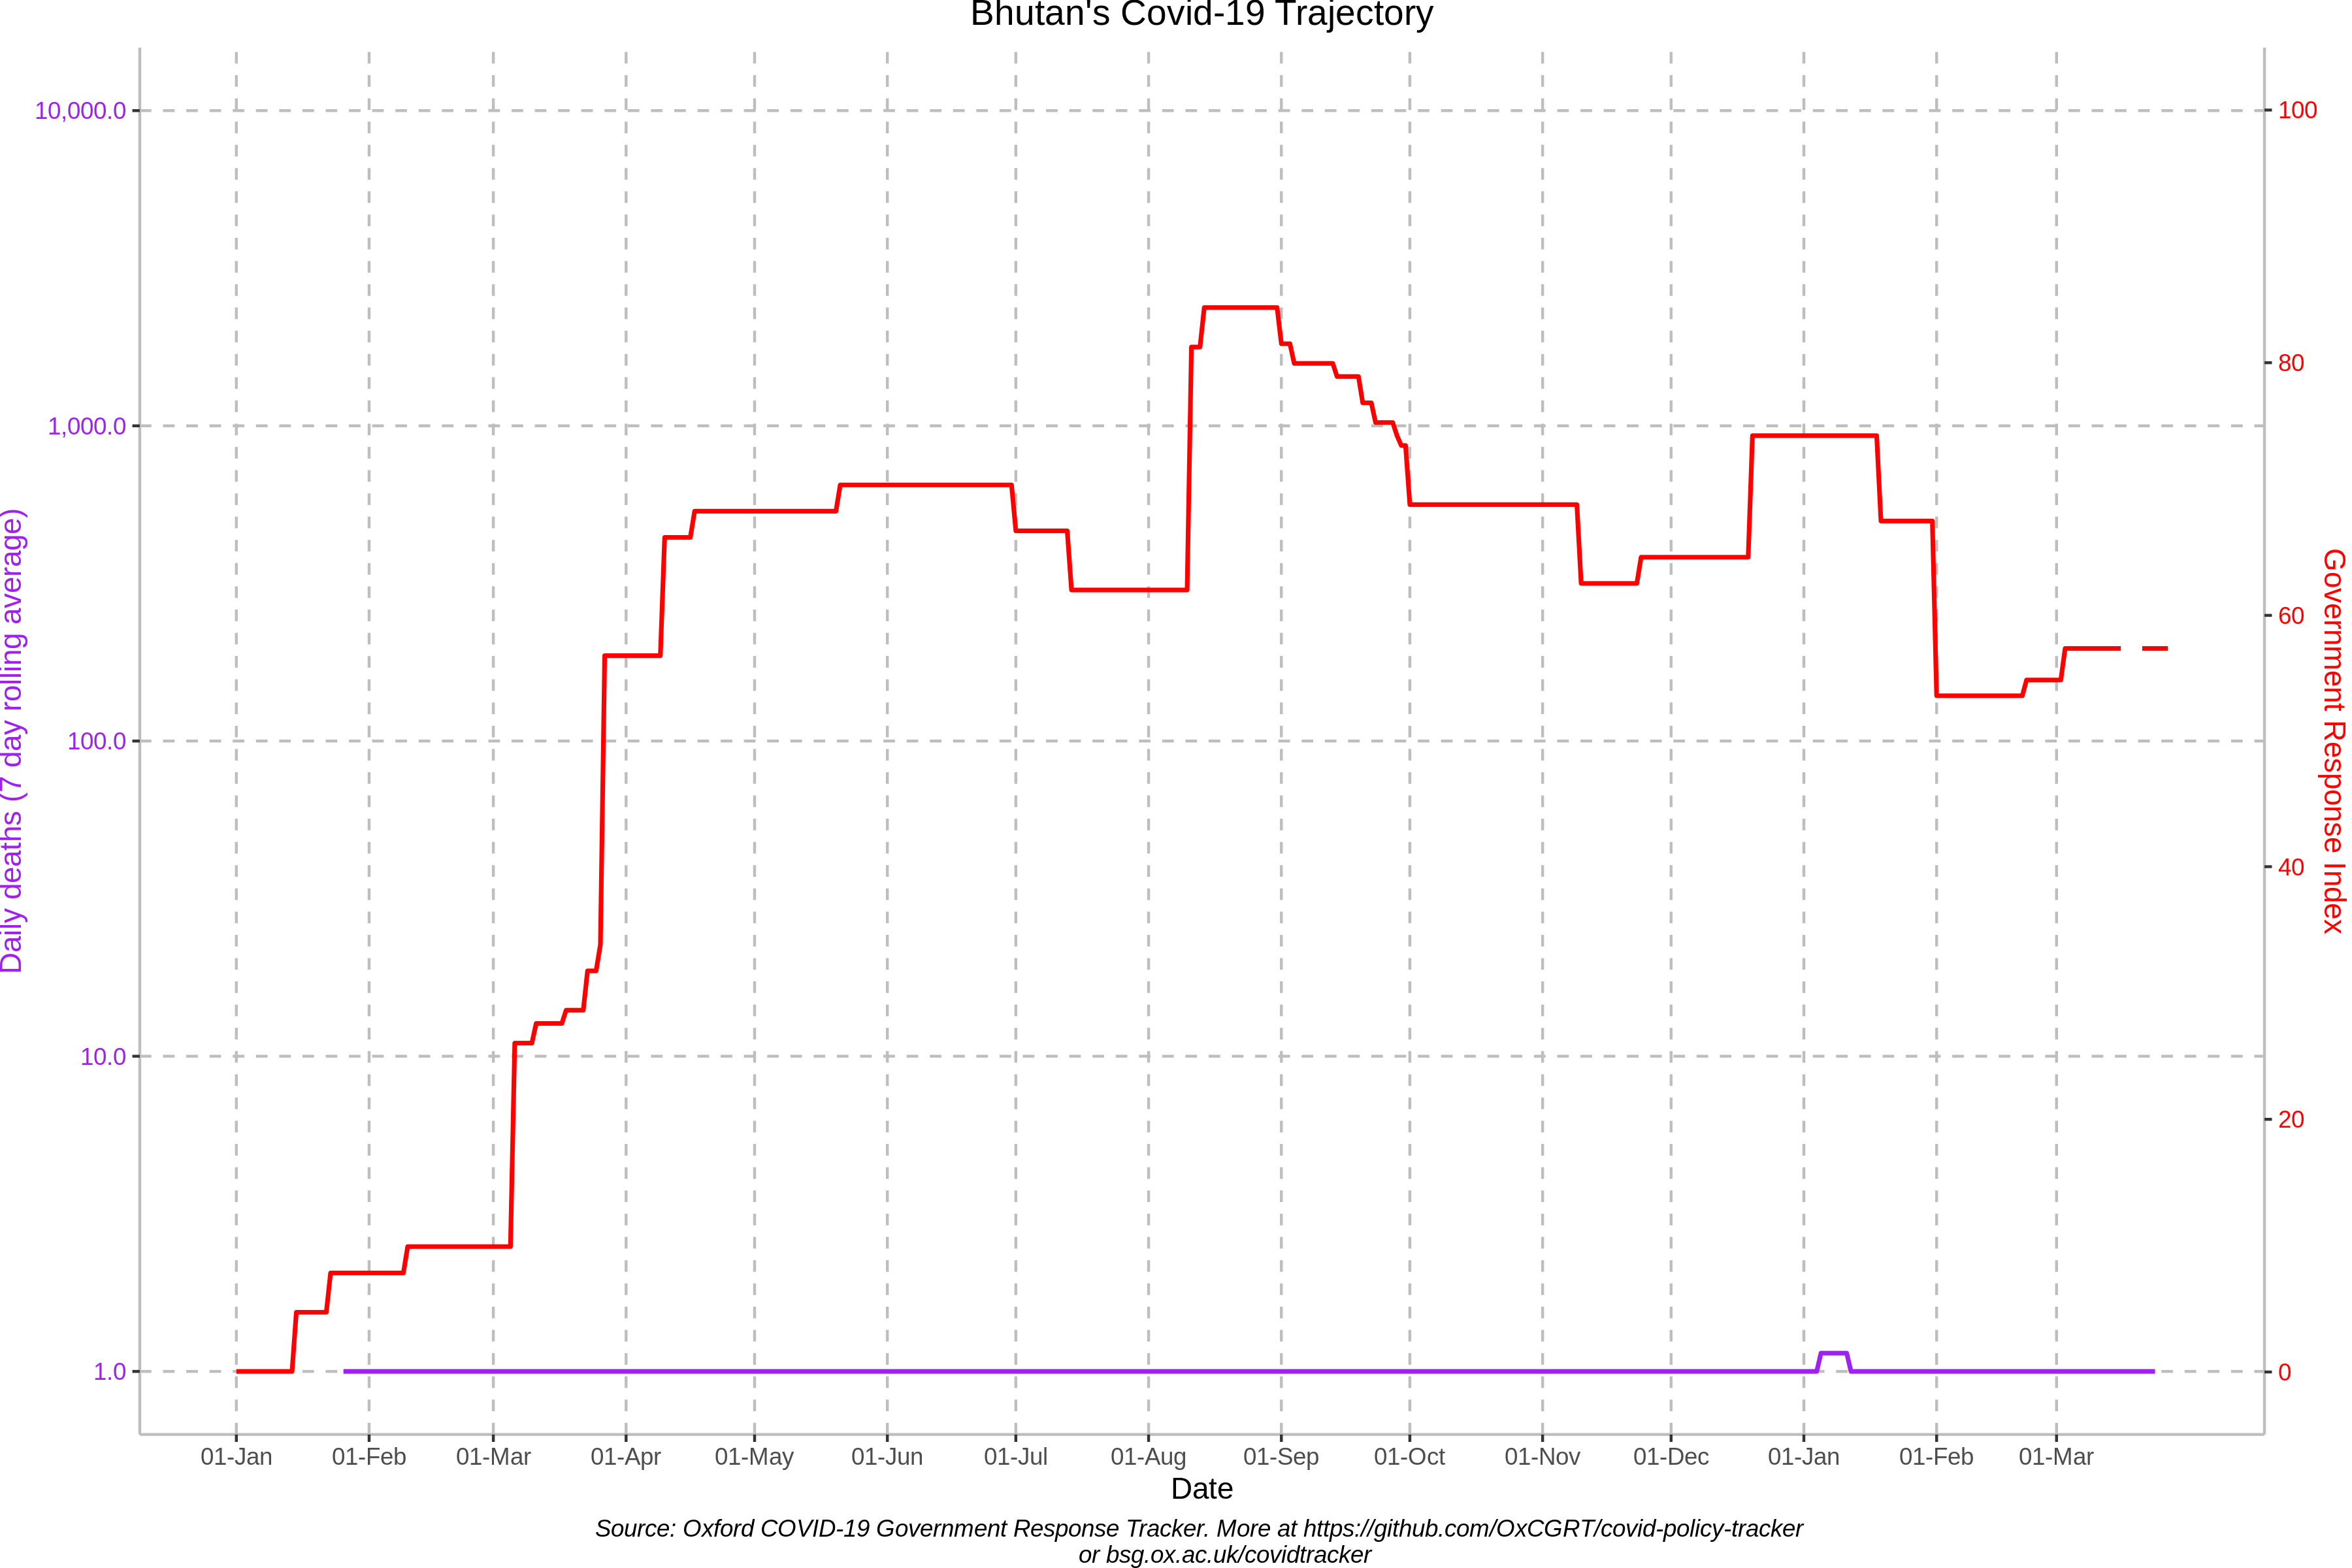 Bhutan's Covid-19 Trajectory
10,000.0
1,000.0
100.0
10.0
1.0
Daily deaths (7 day rolling average)
100
80
60
40
20
0
Government Response Index
01-Jan 01-Feb 01-Mar 01-Apr 01-May 01-Jun 01-Jul 01-Aug 01-Sep 01-Oct 01-Nov 01-Dec 01-Jan 01-Feb 01-Mar
Date
Source: Oxford COVID-19 Government Response Tracker. More at https://github.com/OxCGRT/covid-policy-tracker
or bsg.ox.ac.uk/covidtracker